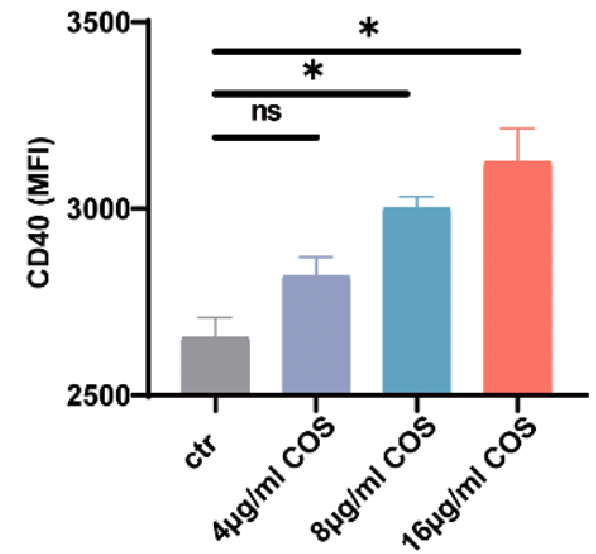 3500
*
*
ns
3000
2500
CD40 (MFI)
ctr
4μg/ml COS
8μg/ml COS
16μg/ml COS